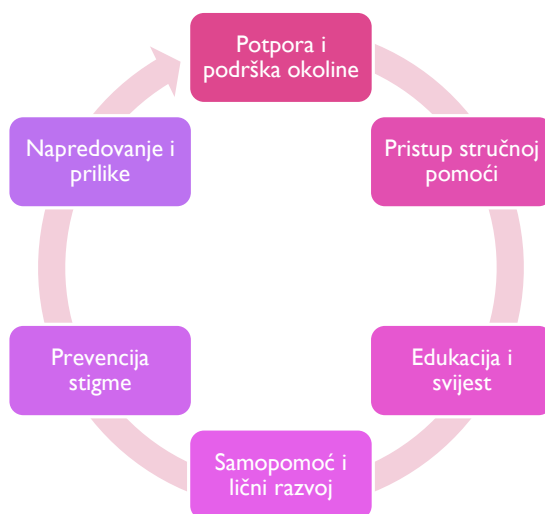 Potpora i
podrška okoline
Pristup stručnoj
pomoći
Edukacija i
svijest
Samopomoć i
lični razvoj
Prevencija
stigme
Napredovanje i
prilike